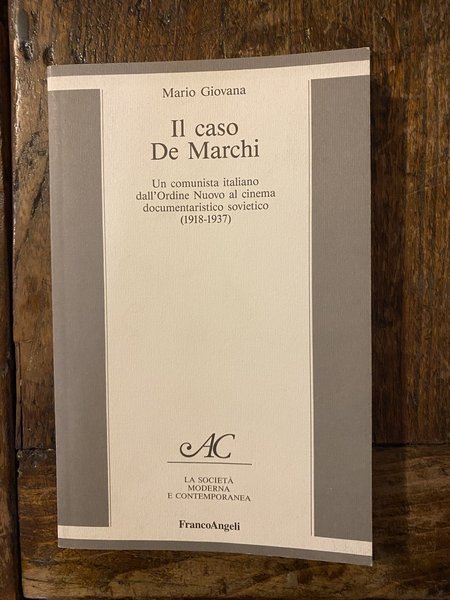 Mario Giovana
Il caso
De Marchi
Un comunista italiano
dall'Ordine Nuovo al cinema
documentaristico sovietico
(1918-1937)
AC
LA SOCIETÀ
MODERNA
E CONTEMPORANEA
FrancoAngeli